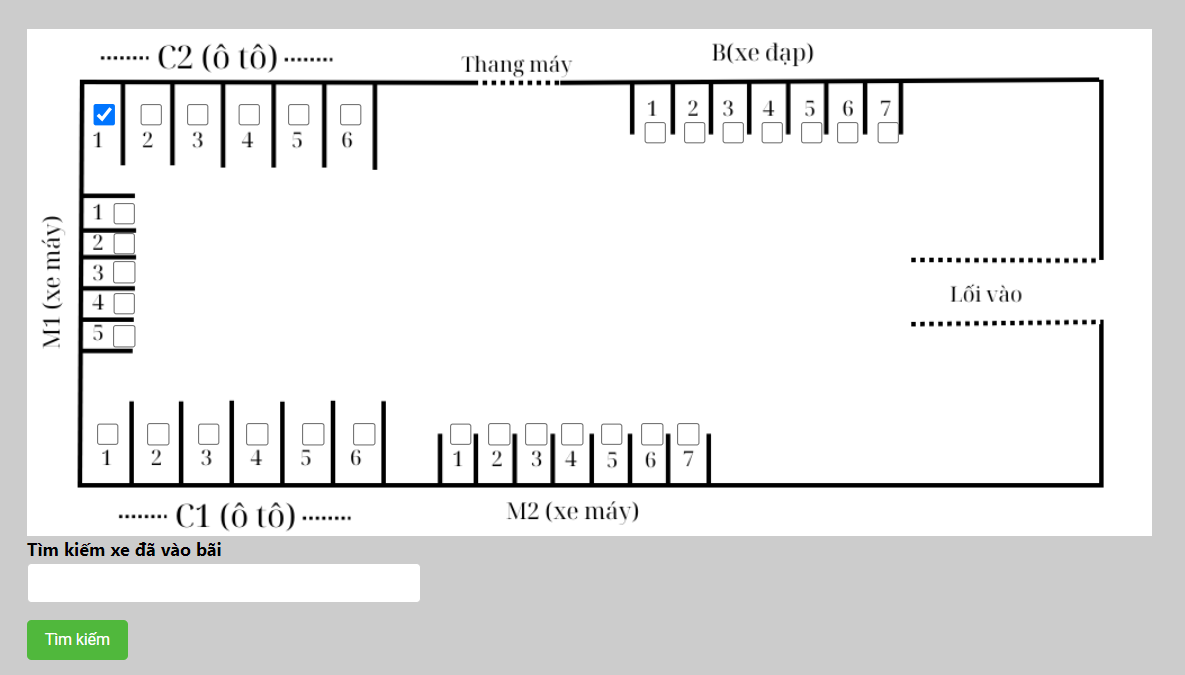 C2 (ô tô)
Thang máy
B(xe đạp)
1 2 3 4 5 6
1 2 3 4 5 6 7
M1 (xe máy)
1
2
3
4
5
Lối vào
1 2 3 4 5 6
1 2 3 4 5 6 7
C1 (ô tô)
M2 (xe máy)
Tìm kiếm xe đã vào bãi
Tìm kiếm